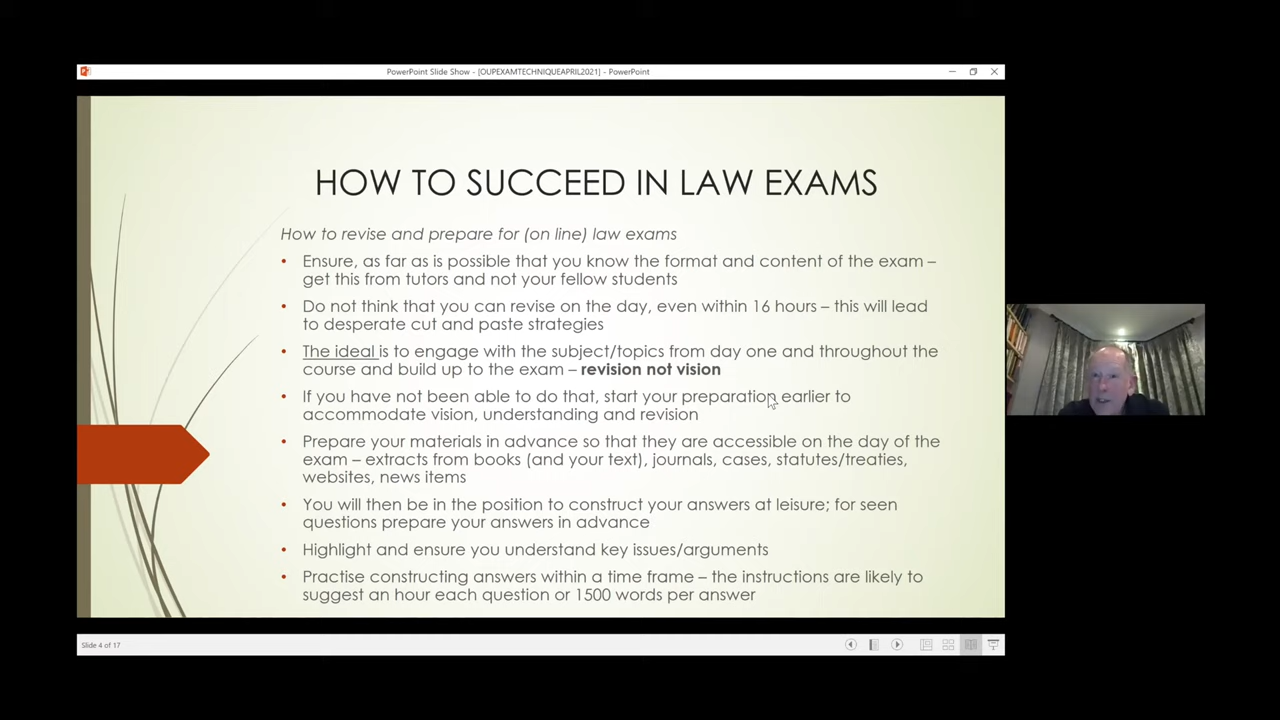 PowerPoint Slide Show - [OUPEXAMTECHNIQUEAPRIL2021] - PowerPoint
HOW TO SUCCEED IN LAW EXAMS
How to revise and prepare for (on line) law exams
• Ensure, as far as is possible that you know the format and content of the exam –
get this from tutors and not your fellow students
• Do not think that you can revise on the day, even within 16 hours – this will lead
to desperate cut and paste strategies
• The ideal is to engage with the subject/topics from day one and throughout the
course and build up to the exam – revision not vision
• If you have not been able to do that, start your preparation earlier to
accommodate vision, understanding and revision
• Prepare your materials in advance so that they are accessible on the day of the
exam – extracts from books (and your text), journals, cases, statutes/treaties,
websites, news items
• You will then be in the position to construct your answers at leisure; for seen
questions prepare your answers in advance
• Highlight and ensure you understand key issues/arguments
• Practise constructing answers within a time frame – the instructions are likely to
suggest an hour each question or 1500 words per answer
Slide 4 of 17